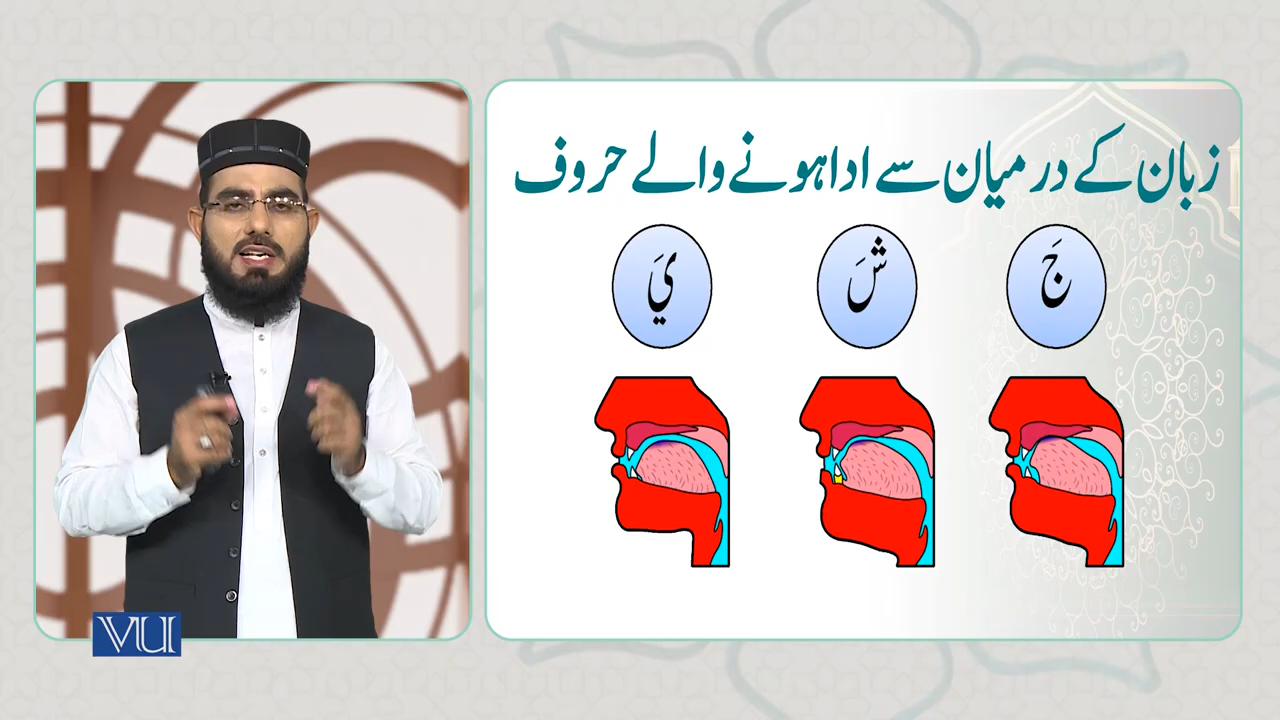 زبان کے درمیان سے ادا ہونے والے حروف
جَ شَ يَ
VU